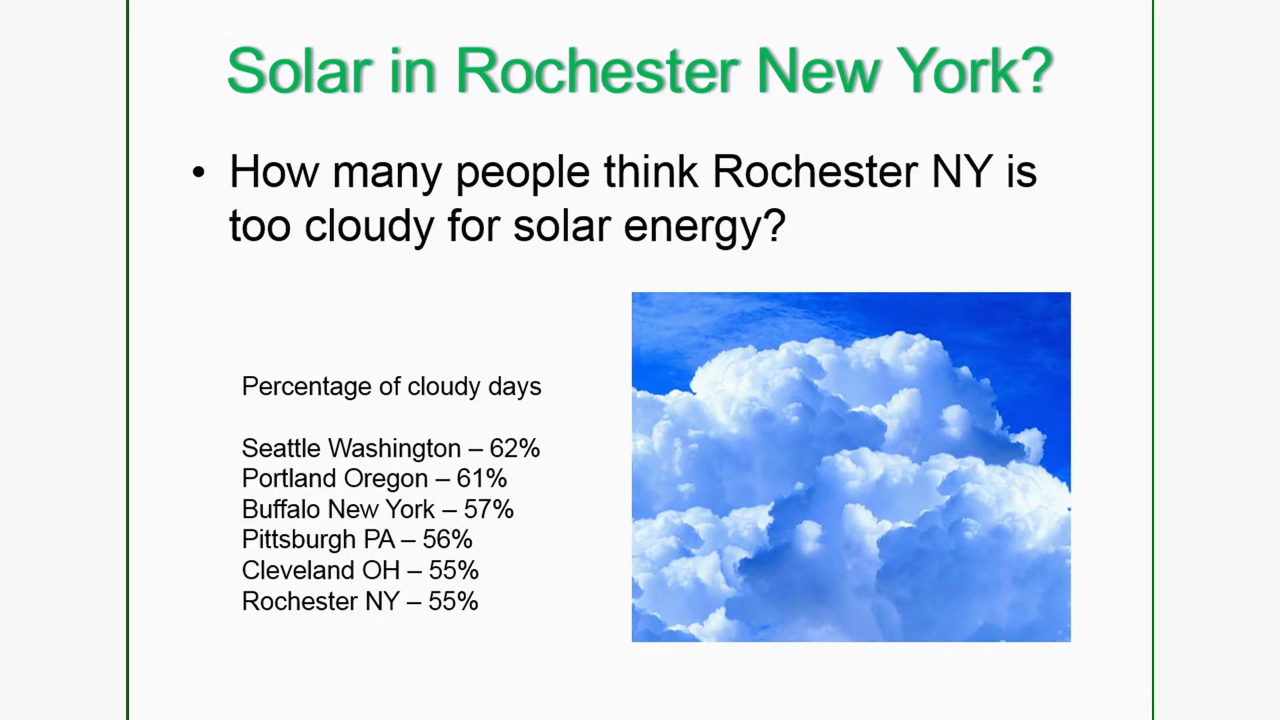 Solar in Rochester New York?
• How many people think Rochester NY is
too cloudy for solar energy?
Percentage of cloudy days
Seattle Washington – 62%
Portland Oregon – 61%
Buffalo New York – 57%
Pittsburgh PA – 56%
Cleveland OH – 55%
Rochester NY – 55%